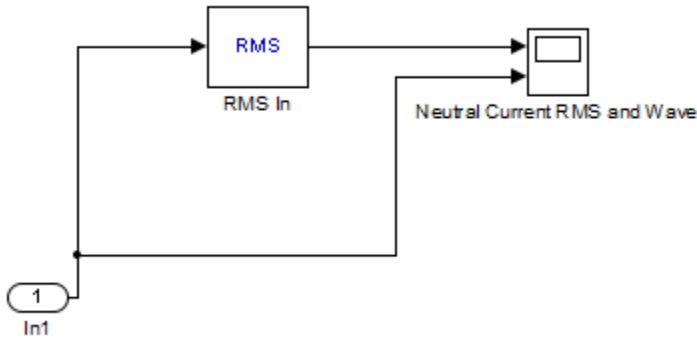 RMS
RMS In
Neutral Current RMS and Wave
1
In1